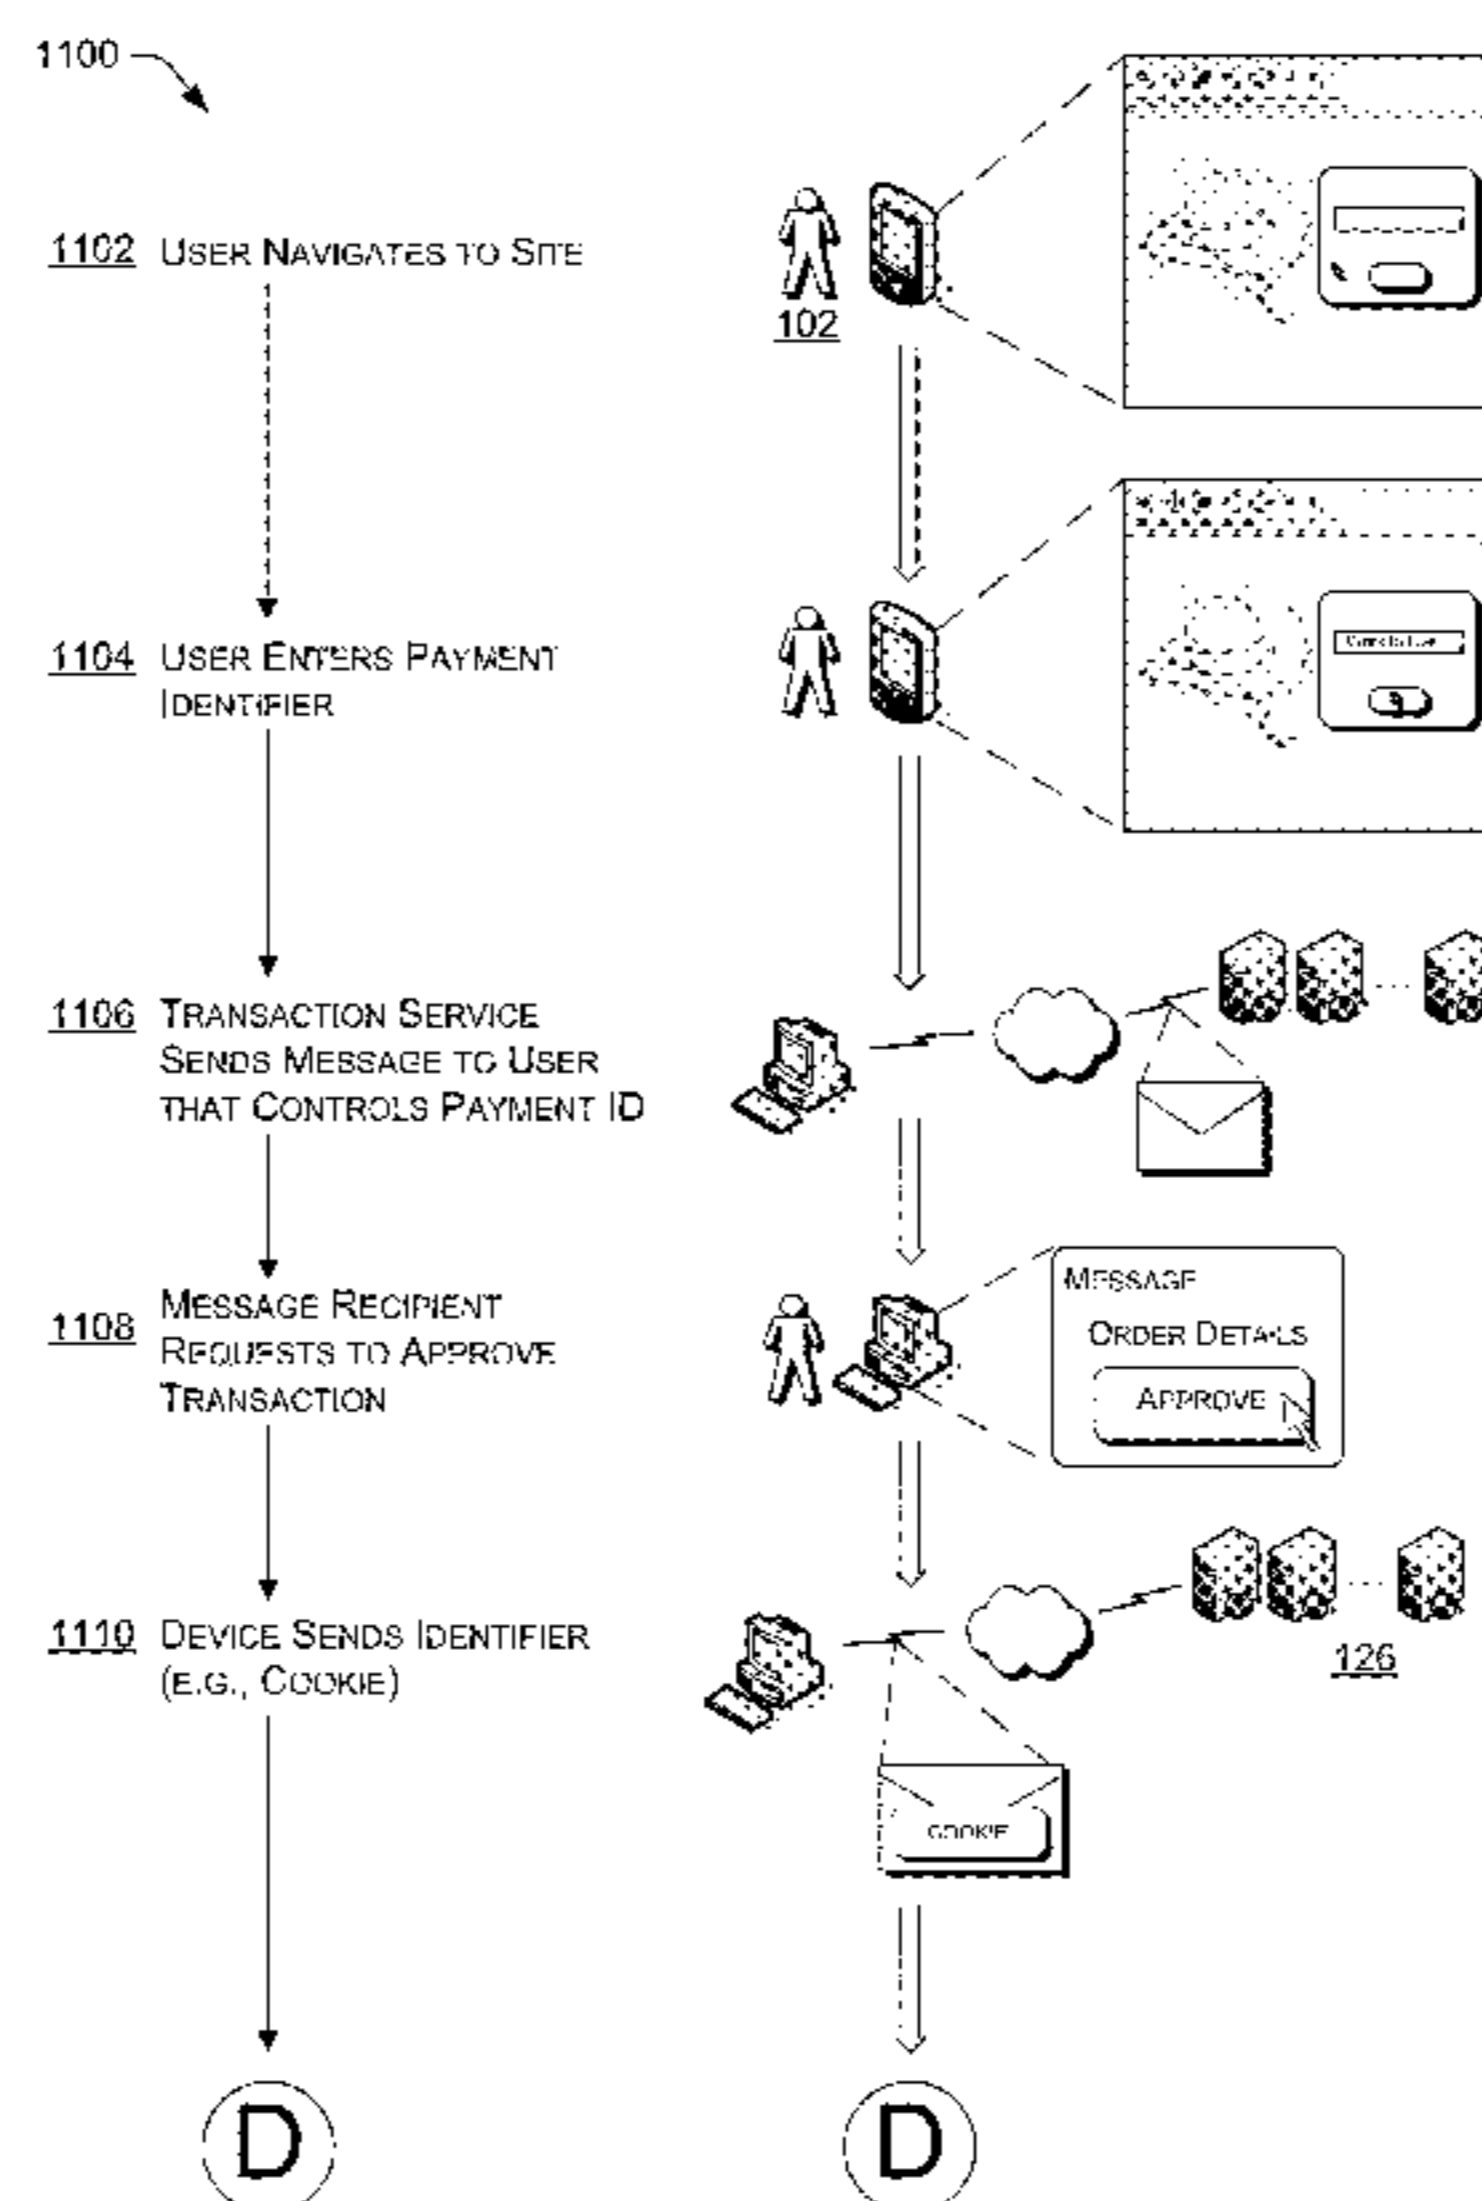 1100
1102 USER NAVIGATES TO SITE
102
1104 USER ENTERS PAYMENT
IDENTIFIER
1106 TRANSACTION SERVICE
SENDS MESSAGE TO USER
THAT CONTROLS PAYMENT ID
1108 MESSAGE RECIPIENT
REQUESTS TO APPROVE
TRANSACTION
MESSAGE
ORDER DETAILS
APPROVE
1110 DEVICE SENDS IDENTIFIER
(E.G., COOKIE)
126
COOKIE
D
D